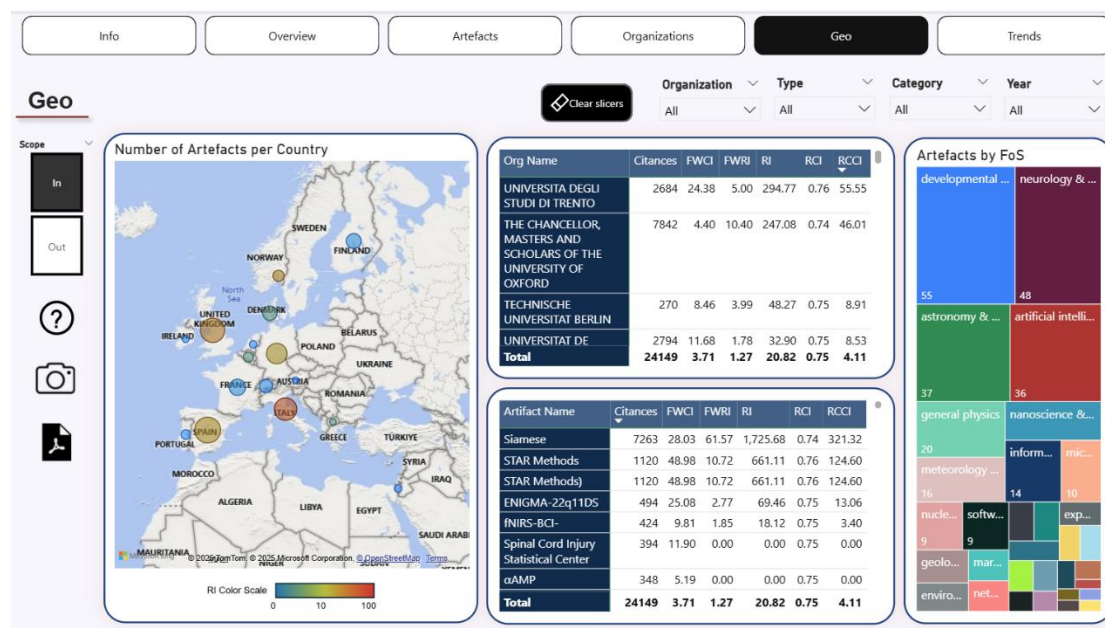 Info
Overview
Artefacts
Organizations
Geo
Trends
Geo
Clear slicers
Organization
Type
Category
Year
All
All
All
All
Scope
In
Out
Number of Artefacts per Country
SWEDEN
FINLAND
NORWAY
North
Sea
UNITED
KINGDOM
DENMARK
IRELAND
BELARUS
POLAND
UKRAINE
FRANCE
AUSTRIA
ROMANIA
ITALY
SPAIN
PORTUGAL
GREECE
TÜRKIYE
SYRIA
IRAQ
MOROCCO
ALGERIA
LIBYA
EGYPT
SAUDI ARAB
MAURITANIA
NIGER
SUDAN
© 2025 TomTom, © 2025 Microsoft Corporation, © OpenStreetMap Terms
RI Color Scale
0 10 100
Org Name Citances FWCI FWRI RI RCI RCCI
UNIVERSITA DEGLI 2684 24.38 5.00 294.77 0.76 55.55
STUDI DI TRENTO
THE CHANCELLOR, 7842 4.40 10.40 247.08 0.74 46.01
MASTERS AND
SCHOLARS OF THE
UNIVERSITY OF
OXFORD
TECHNISCHE 270 8.46 3.99 48.27 0.75 8.91
UNIVERSITAT BERLIN
UNIVERSITAT DE 2794 11.68 1.78 32.90 0.75 8.53
Total 24149 3.71 1.27 20.82 0.75 4.11
Artifact Name Citances FWCI FWRI RI RCI RCCI
Siamese 7263 28.03 61.57 1,725.68 0.74 321.32
STAR Methods 1120 48.98 10.72 661.11 0.76 124.60
STAR Methods) 1120 48.98 10.72 661.11 0.76 124.60
ENIGMA-22q11DS 494 25.08 2.77 69.46 0.75 13.06
fNIRS-BCI- 424 9.81 1.85 18.12 0.75 3.40
Spinal Cord Injury 394 11.90 0.00 0.00 0.75 0.00
Statistical Center
αAMP 348 5.19 0.00 0.00 0.75 0.00
Total 24149 3.71 1.27 20.82 0.75 4.11
Artefacts by FoS
developmental ...
55
neurology & ...
48
astronomy & ...
37
artificial intelli...
36
general physics
20
nanoscience &...
meteorology ...
16
inform...
14
mic...
10
nucle...
9
softw...
9
exp...
geolo...
mar...
enviro...
net...